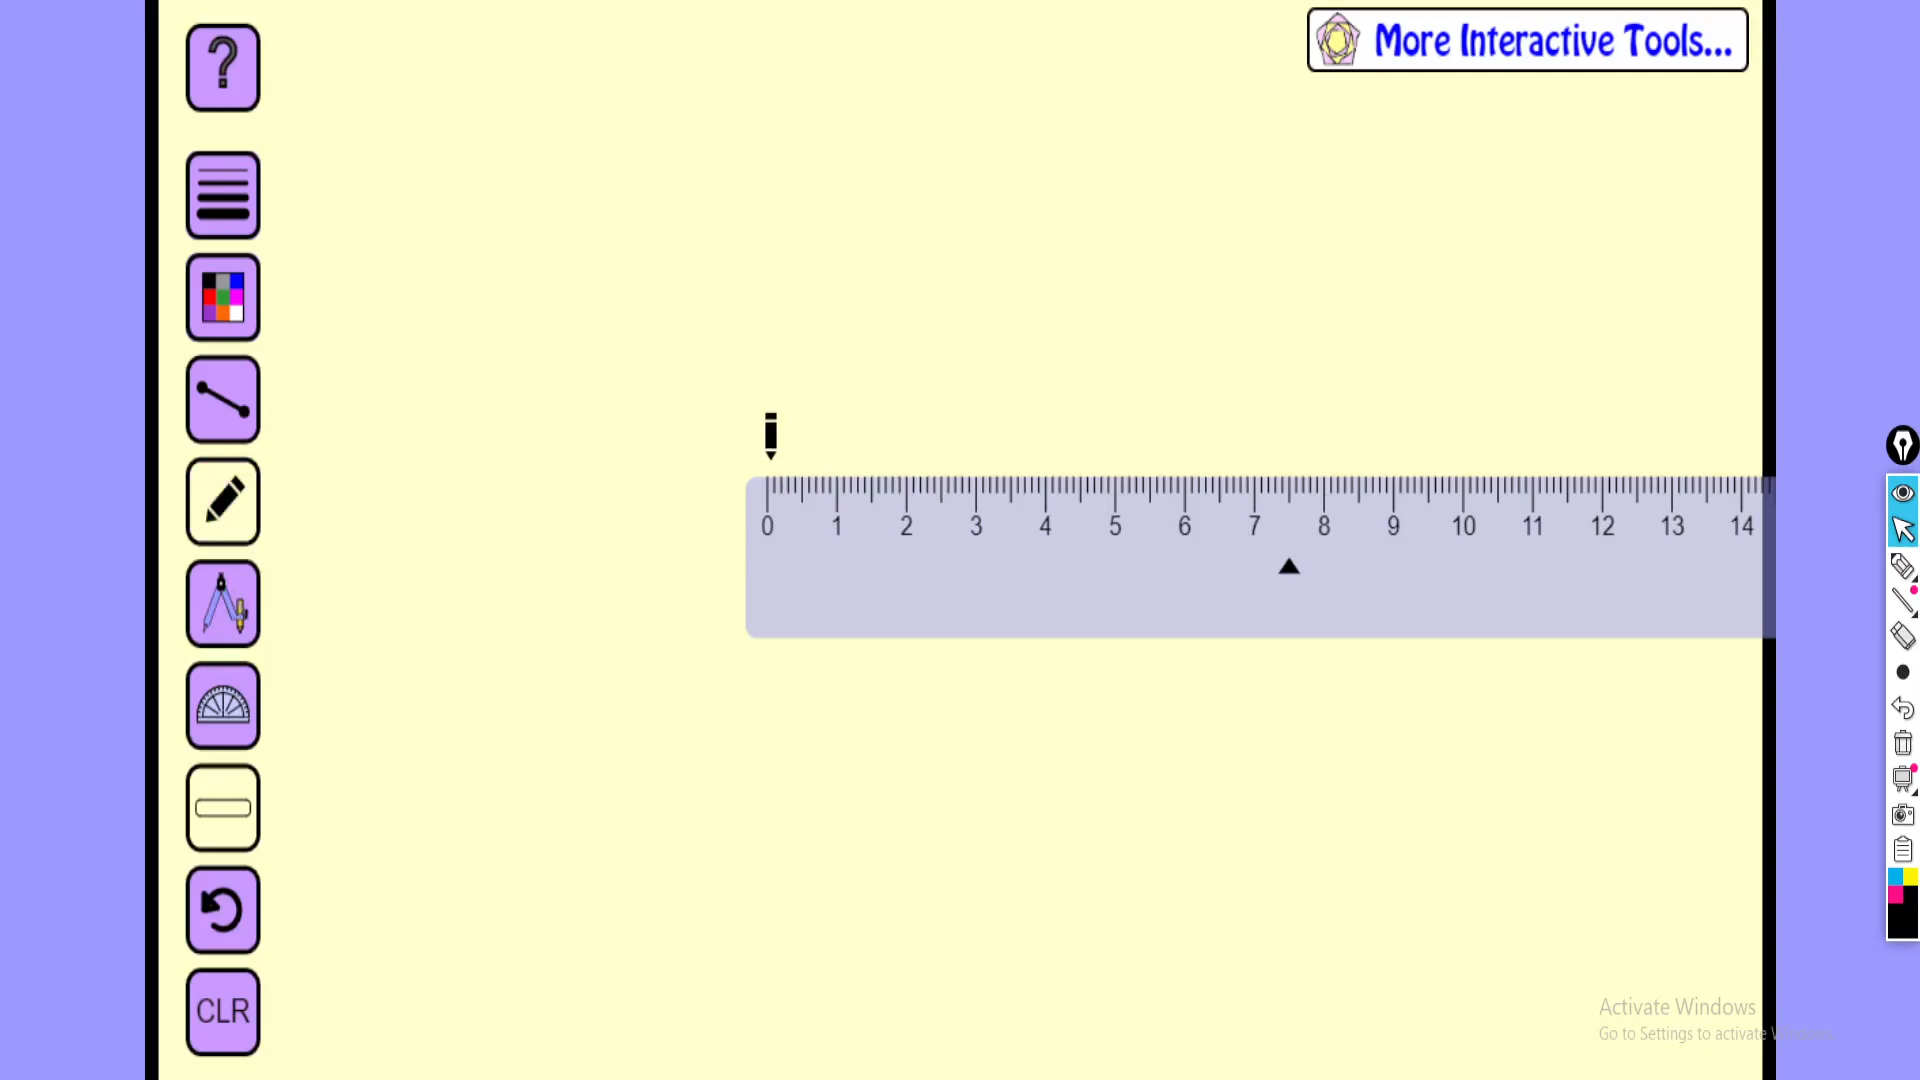 ?
More Interactive Tools...
0 1 2 3 4 5 6 7 8 9 10 11 12 13 14
CLR
Activate Windows
Go to Settings to activate